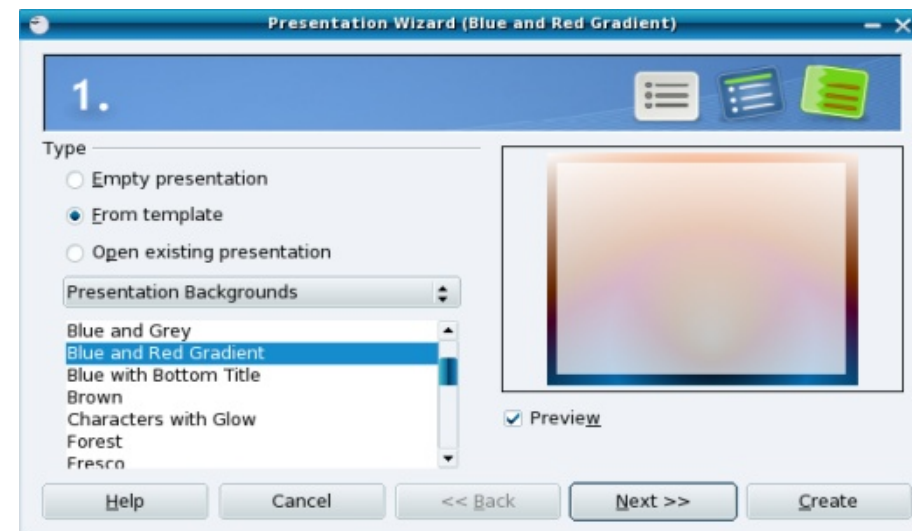 Presentation Wizard (Blue and Red Gradient)
1.
Type
Empty presentation
From template
Open existing presentation
Presentation Backgrounds
Blue and Grey
Blue and Red Gradient
Blue with Bottom Title
Brown
Characters with Glow
Forest
Fresco
Preview
Help Cancel << Back Next >> Create